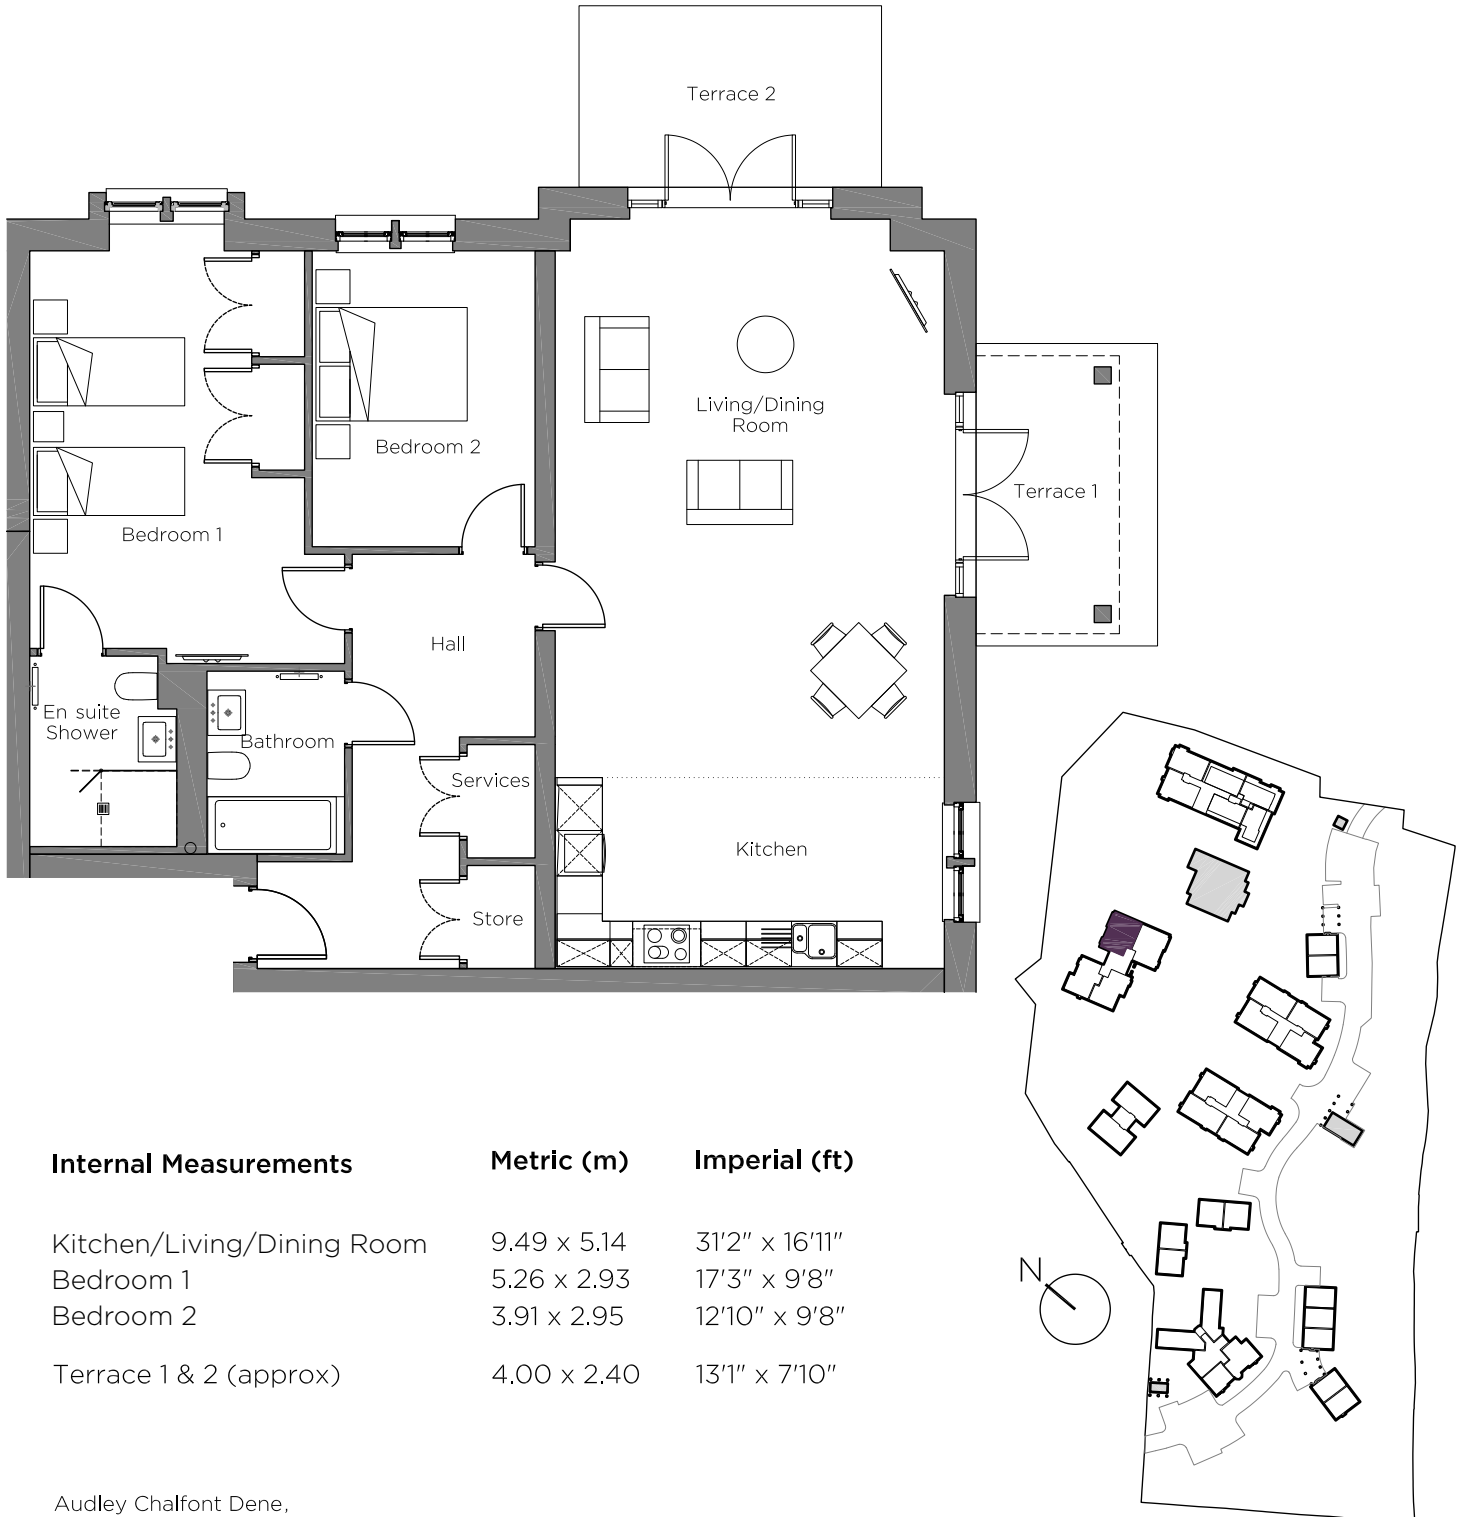 Terrace 2
Living/Dining
Room
Bedroom 2
Terrace 1
Bedroom 1
Hall
En suite
Shower
Bathroom
Services
Kitchen
Store
Internal Measurements Metric (m) Imperial (ft)
Kitchen/Living/Dining Room 9.49 x 5.14 31'2" x 16'11"
Bedroom 1 5.26 x 2.93 17'3" x 9'8"
Bedroom 2 3.91 x 2.95 12'10" x 9'8"
Terrace 1 & 2 (approx) 4.00 x 2.40 13'1" x 7'10"
N
Audley Chalfont Dene,